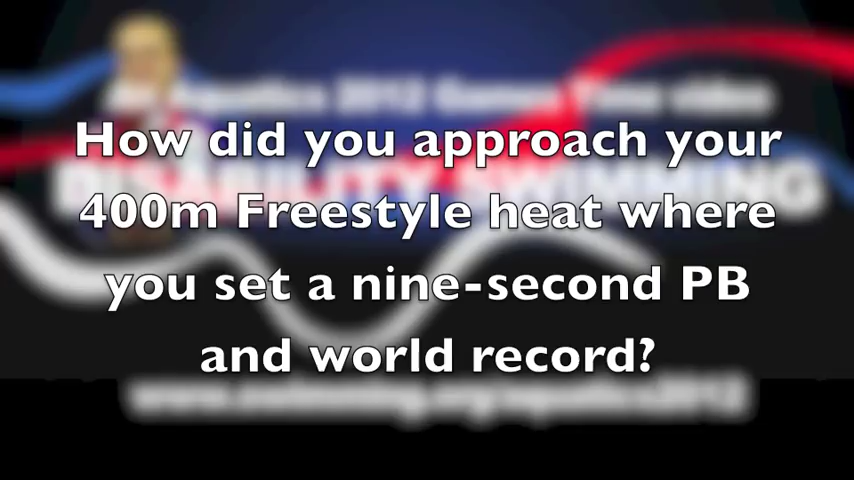 How did you approach your
400m Freestyle heat where
you set a nine-second PB
and world record?